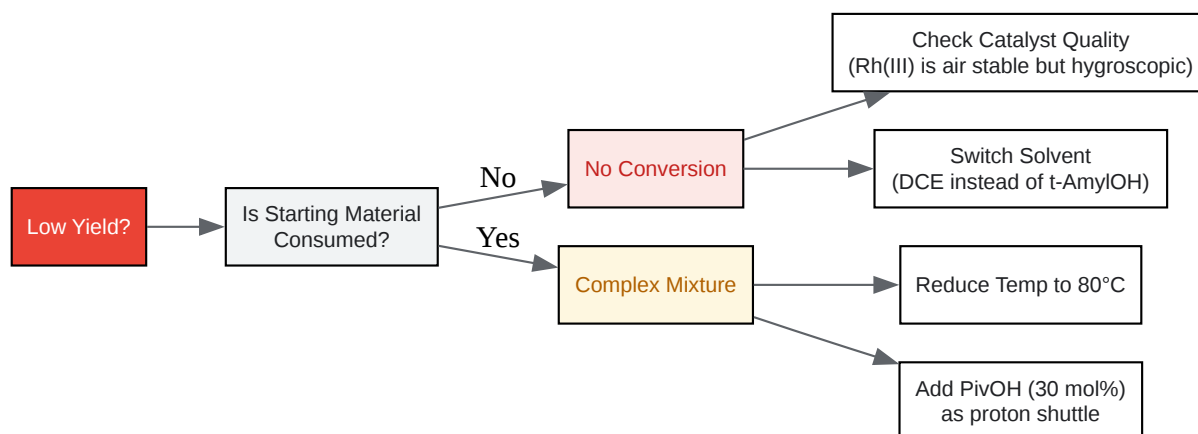 Low Yield?
Is Starting Material
Consumed?
No
Yes
No Conversion
Complex Mixture
Check Catalyst Quality
(Rh(III) is air stable but hygroscopic)
Switch Solvent
(DCE instead of t-AmylOH)
Reduce Temp to 80°C
Add PivOH (30 mol%)
as proton shuttle